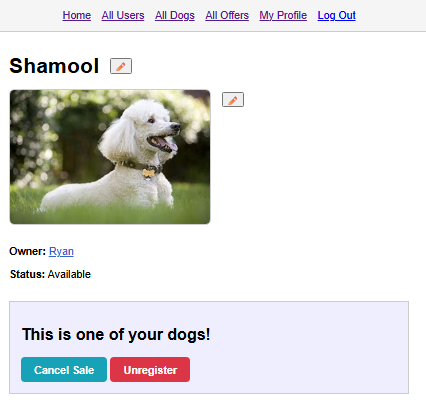 Home All Users All Dogs All Offers My Profile Log Out
Shamool
Owner: Ryan
Status: Available
This is one of your dogs!
Cancel Sale Unregister